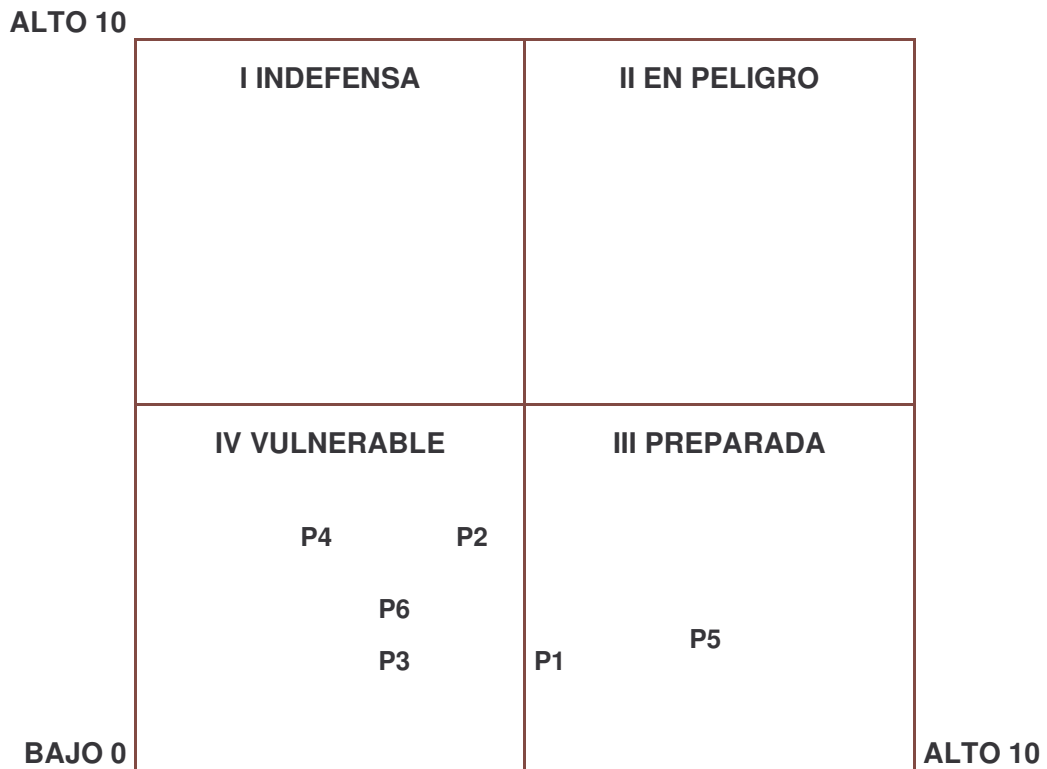 ALTO 10
I INDEFENSA
II EN PELIGRO
IV VULNERABLE
III PREPARADA
P4
P2
P6
P5
P3
P1
BAJO 0
ALTO 10